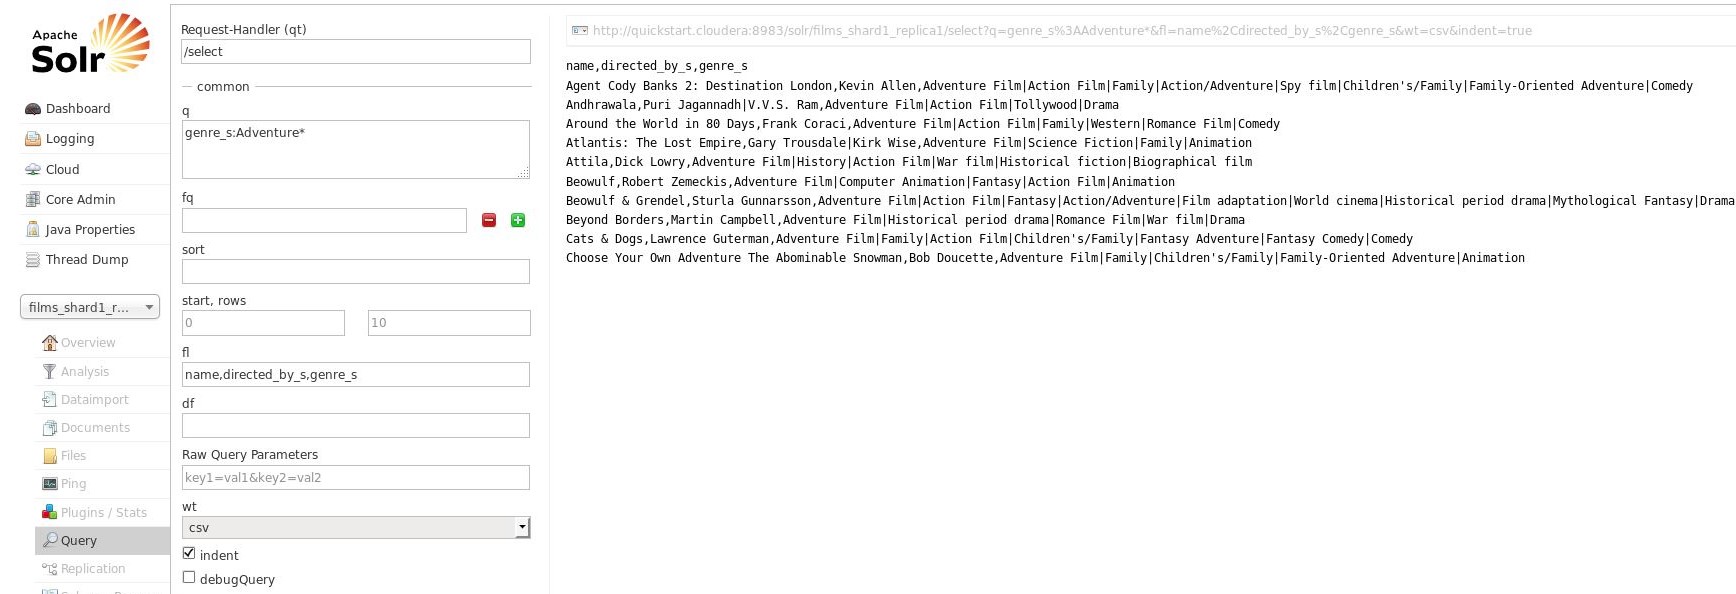 Apache
Solr
Dashboard
Logging
Cloud
Core Admin
Java Properties
Thread Dump
films_shard1_r...
Overview
Analysis
Dataimport
Documents
Files
Ping
Plugins / Stats
Query
Replication
Request-Handler (qt)
/select
common
q
genre_s:Adventure*
fq
sort
start, rows
0 10
fl
name,directed_by_s,genre_s
df
Raw Query Parameters
key1=val1&key2=val2
wt
csv
indent
debugQuery
http://quickstart.cloudera:8983/solr/films_shard1_replica1/select?q=genre_s%3AAdventure*&fl=name%2Cdirected_by_s%2Cgenre_s&wt=csv&indent=true
name,directed_by_s,genre_s
Agent Cody Banks 2: Destination London,Kevin Allen,Adventure Film|Action Film|Family|Action/Adventure|Spy film|Children's/Family|Family-Oriented Adventure|Comedy
Andhrawala,Puri Jagannadh|V.V.S. Ram,Adventure Film|Action Film|Tollywood|Drama
Around the World in 80 Days,Frank Coraci,Adventure Film|Action Film|Family|Western|Romance Film|Comedy
Atlantis: The Lost Empire,Gary Trousdale|Kirk Wise,Adventure Film|Science Fiction|Family|Animation
Attila,Dick Lowry,Adventure Film|History|Action Film|War film|Historical fiction|Biographical film
Beowulf,Robert Zemeckis,Adventure Film|Computer Animation|Fantasy|Action Film|Animation
Beowulf & Grendel,Sturla Gunnarsson,Adventure Film|Action Film|Fantasy|Action/Adventure|Film adaptation|World cinema|Historical period drama|Mythological Fantasy|Drama
Beyond Borders,Martin Campbell,Adventure Film|Historical period drama|Romance Film|War film|Drama
Cats & Dogs,Lawrence Guterman,Adventure Film|Family|Action Film|Children's/Family|Fantasy Adventure|Fantasy Comedy|Comedy
Choose Your Own Adventure The Abominable Snowman,Bob Doucette,Adventure Film|Family|Children's/Family|Family-Oriented Adventure|Animation